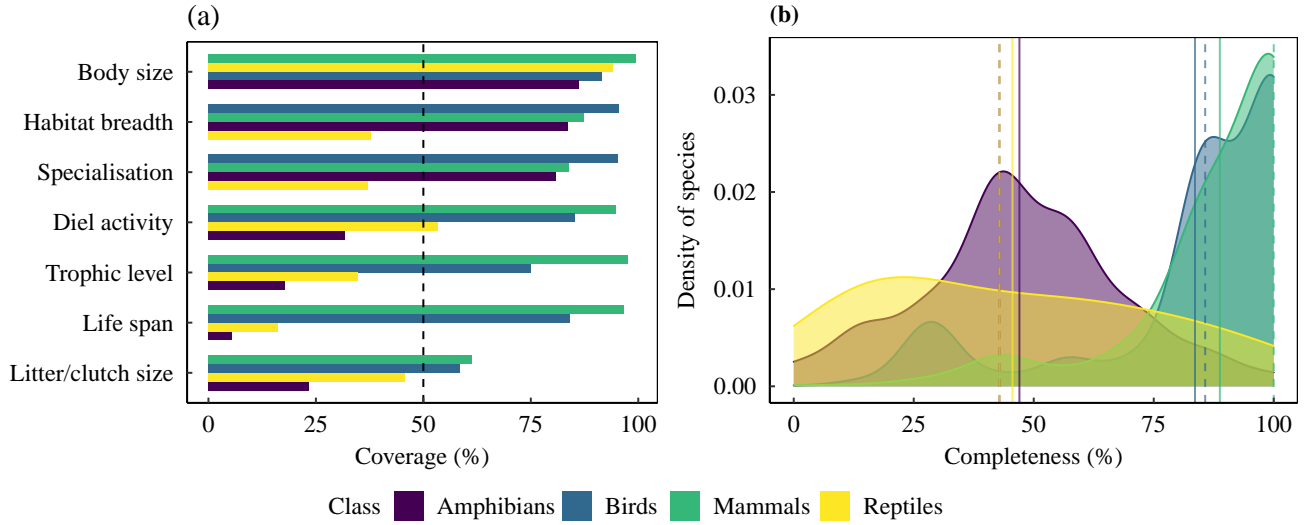 (a)
Body size
Habitat breadth
Specialisation
Diel activity
Trophic level
Life span
Litter/clutch size
0 25 50 75 100
Coverage (%)
(b)
Density of species
0.03
0.02
0.01
0.00
0 25 50 75 100
Completeness (%)
Class Amphibians Birds Mammals Reptiles